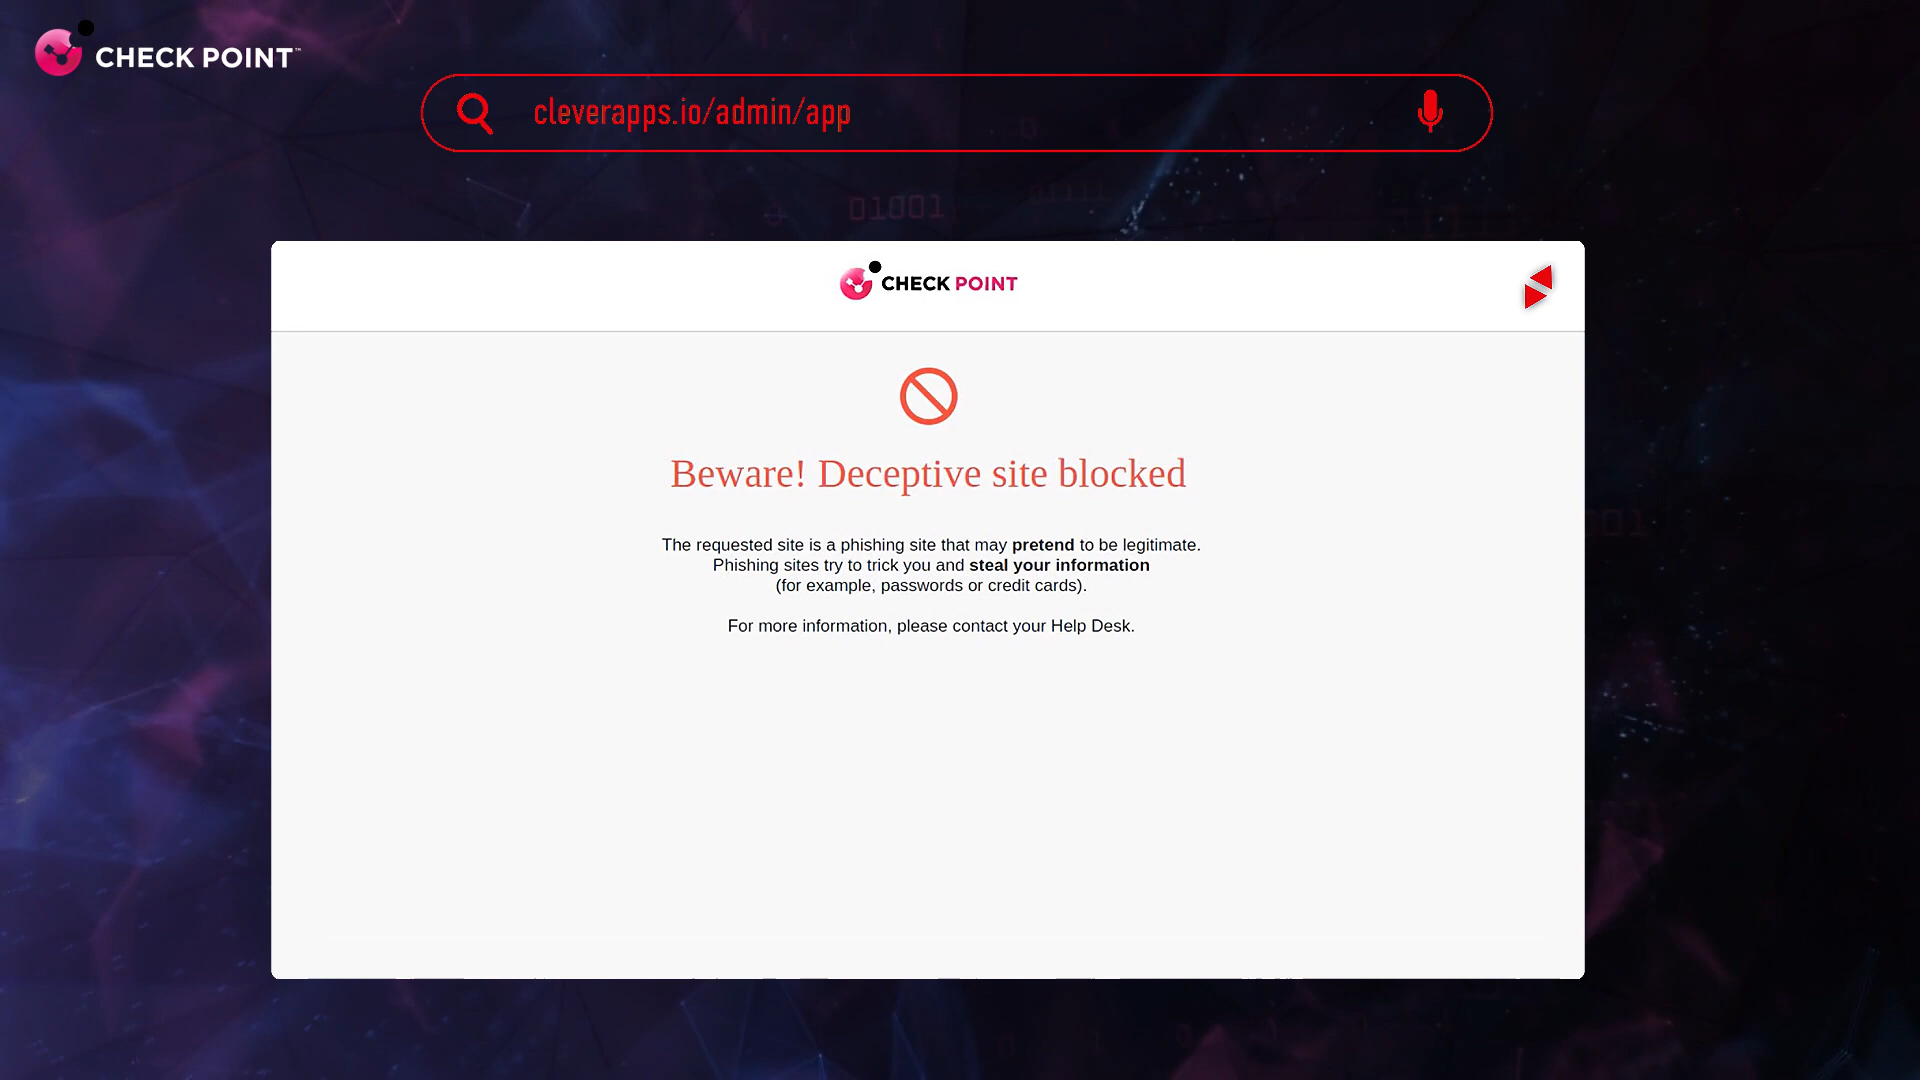 CHECK POINT™
cleverapps.io/admin/app
01001
CHECK POINT
Beware! Deceptive site blocked
The requested site is a phishing site that may pretend to be legitimate.
Phishing sites try to trick you and steal your information
(for example, passwords or credit cards).
For more information, please contact your Help Desk.